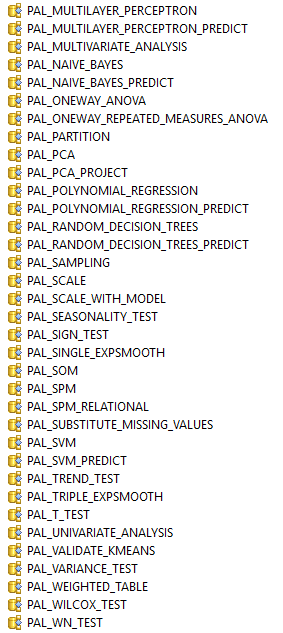 PAL_MULTILAYER_PERCEPTRON
PAL_MULTILAYER_PERCEPTRON_PREDICT
PAL_MULTIVARIATE_ANALYSIS
PAL_NAIVE_BAYES
PAL_NAIVE_BAYES_PREDICT
PAL_ONEWAY_ANOVA
PAL_ONEWAY_REPEATED_MEASURES_ANOVA
PAL_PARTITION
PAL_PCA
PAL_PCA_PROJECT
PAL_POLYNOMIAL_REGRESSION
PAL_POLYNOMIAL_REGRESSION_PREDICT
PAL_RANDOM_DECISION_TREES
PAL_RANDOM_DECISION_TREES_PREDICT
PAL_SAMPLING
PAL_SCALE
PAL_SCALE_WITH_MODEL
PAL_SEASONALITY_TEST
PAL_SIGN_TEST
PAL_SINGLE_EXPSMOOTH
PAL_SOM
PAL_SPM
PAL_SPM_RELATIONAL
PAL_SUBSTITUTE_MISSING_VALUES
PAL_SVM
PAL_SVM_PREDICT
PAL_TREND_TEST
PAL_TRIPLE_EXPSMOOTH
PAL_T_TEST
PAL_UNIVARIATE_ANALYSIS
PAL_VALIDATE_KMEANS
PAL_VARIANCE_TEST
PAL_WEIGHTED_TABLE
PAL_WILCOX_TEST
PAL_WN_TEST